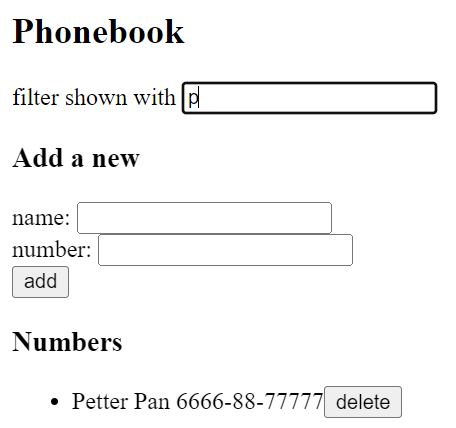 Phonebook
filter shown with p
Add a new
name:
number:
add
Numbers
Petter Pan 6666-88-77777 delete